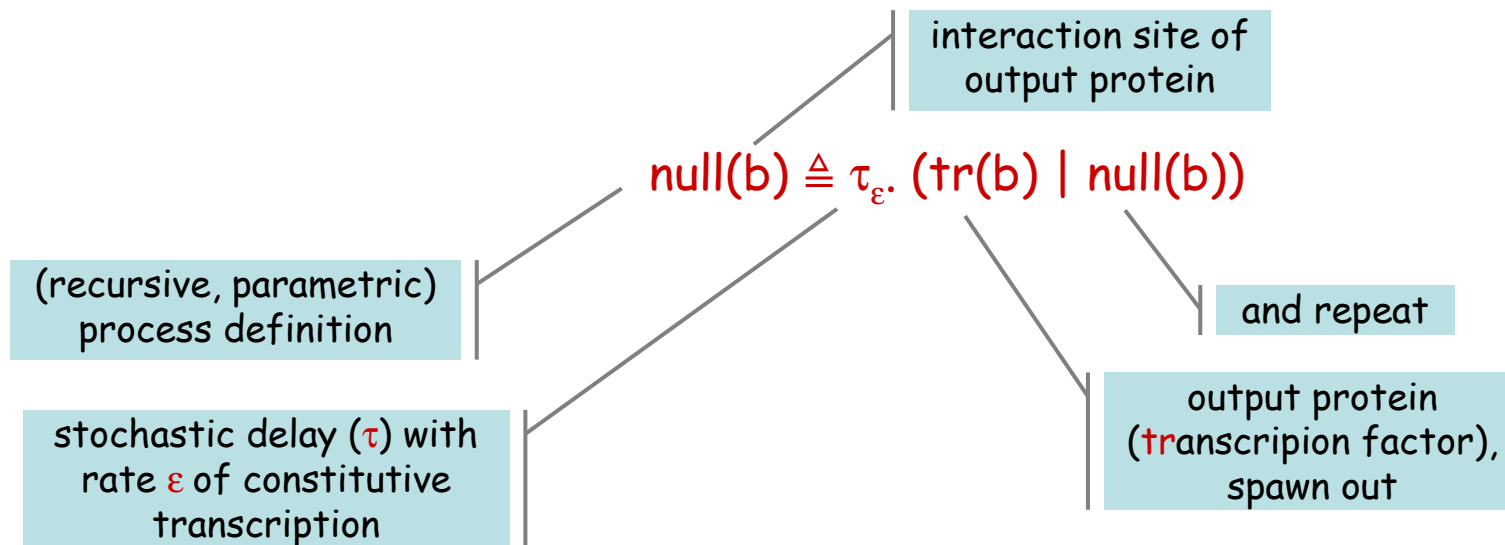 interaction site of
output protein
null(b) ≜ τε. (tr(b) | null(b))
(recursive, parametric)
process definition
and repeat
stochastic delay (τ) with
rate ε of constitutive
transcription
output protein
(transcripion factor),
spawn out